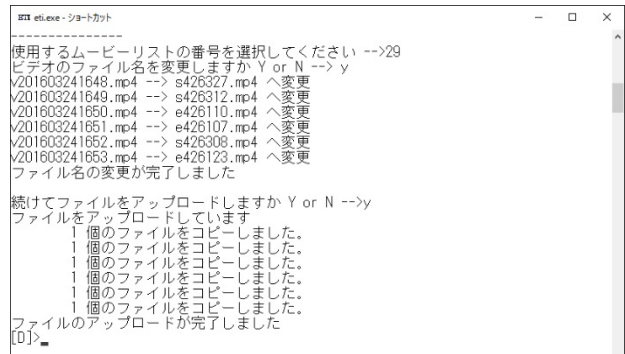 eti.exe - ショートカット
---------------
使用するムービーリストの番号を選択してください -->29
ビデオのファイル名を変更しますか Y or N --> y
v201603241648.mp4 --> s426327.mp4 へ変更
v201603241649.mp4 --> s426312.mp4 へ変更
v201603241650.mp4 --> e426110.mp4 へ変更
v201603241651.mp4 --> e426107.mp4 へ変更
v201603241652.mp4 --> s426308.mp4 へ変更
v201603241653.mp4 --> e426123.mp4 へ変更
ファイル名の変更が完了しました
続けてファイルをアップロードしますか Y or N -->y
ファイルをアップロードしています
1 個のファイルをコピーしました。
1 個のファイルをコピーしました。
1 個のファイルをコピーしました。
1 個のファイルをコピーしました。
1 個のファイルをコピーしました。
1 個のファイルをコピーしました。
ファイルのアップロードが完了しました
[D]>_